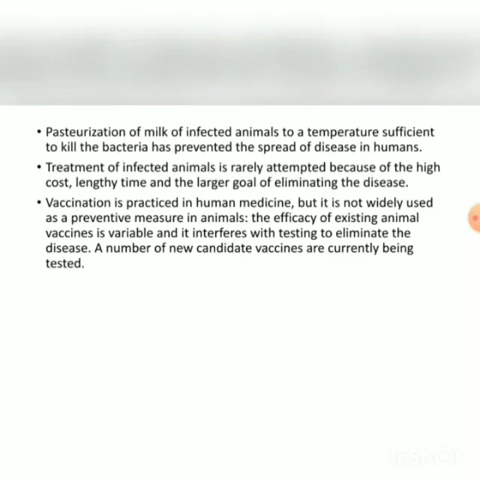 • Pasteurization of milk of infected animals to a temperature sufficient
to kill the bacteria has prevented the spread of disease in humans.
• Treatment of infected animals is rarely attempted because of the high
cost, lengthy time and the larger goal of eliminating the disease.
• Vaccination is practiced in human medicine, but it is not widely used
as a preventive measure in animals: the efficacy of existing animal
vaccines is variable and it interferes with testing to eliminate the
disease. A number of new candidate vaccines are currently being
tested.